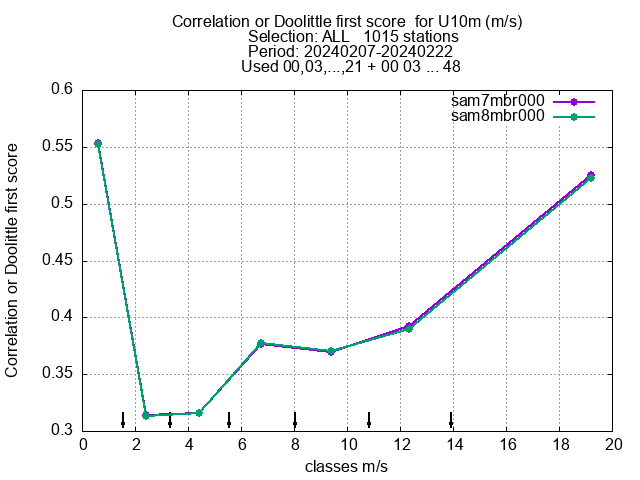 Correlation or Doolittle first score  for U10m (m/s)
Selection: ALL   1015 stations
Period: 20240207-20240222
Used 00,03,...,21 + 00 03 ... 48
sam7mbr000
sam8mbr000
Correlation or Doolittle first score
0.6
0.55
0.5
0.45
0.4
0.35
0.3
0 2 4 6 8 10 12 14 16 18 20
classes m/s